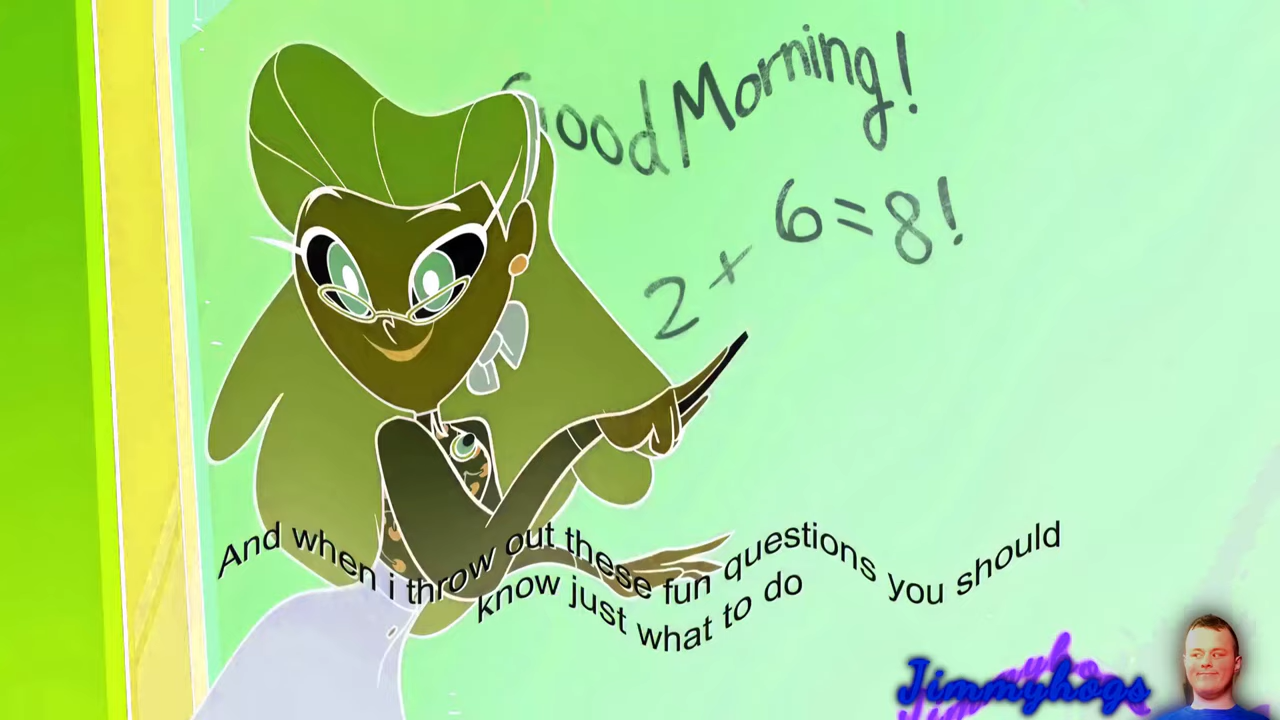 Good Morning!
2 + 6 = 8!
And when i throw out these fun questions you should
know just what to do
Jimmyhogs